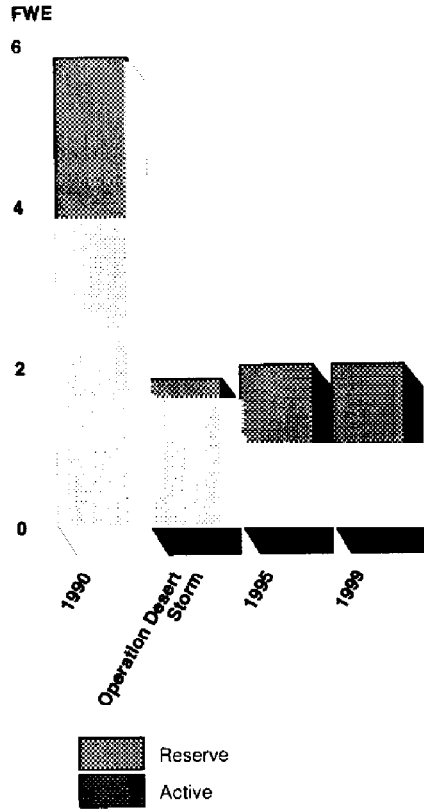 FWE
6
4
2
0
1990
Operation Desert
Storm
1995
1999
Reserve
Active